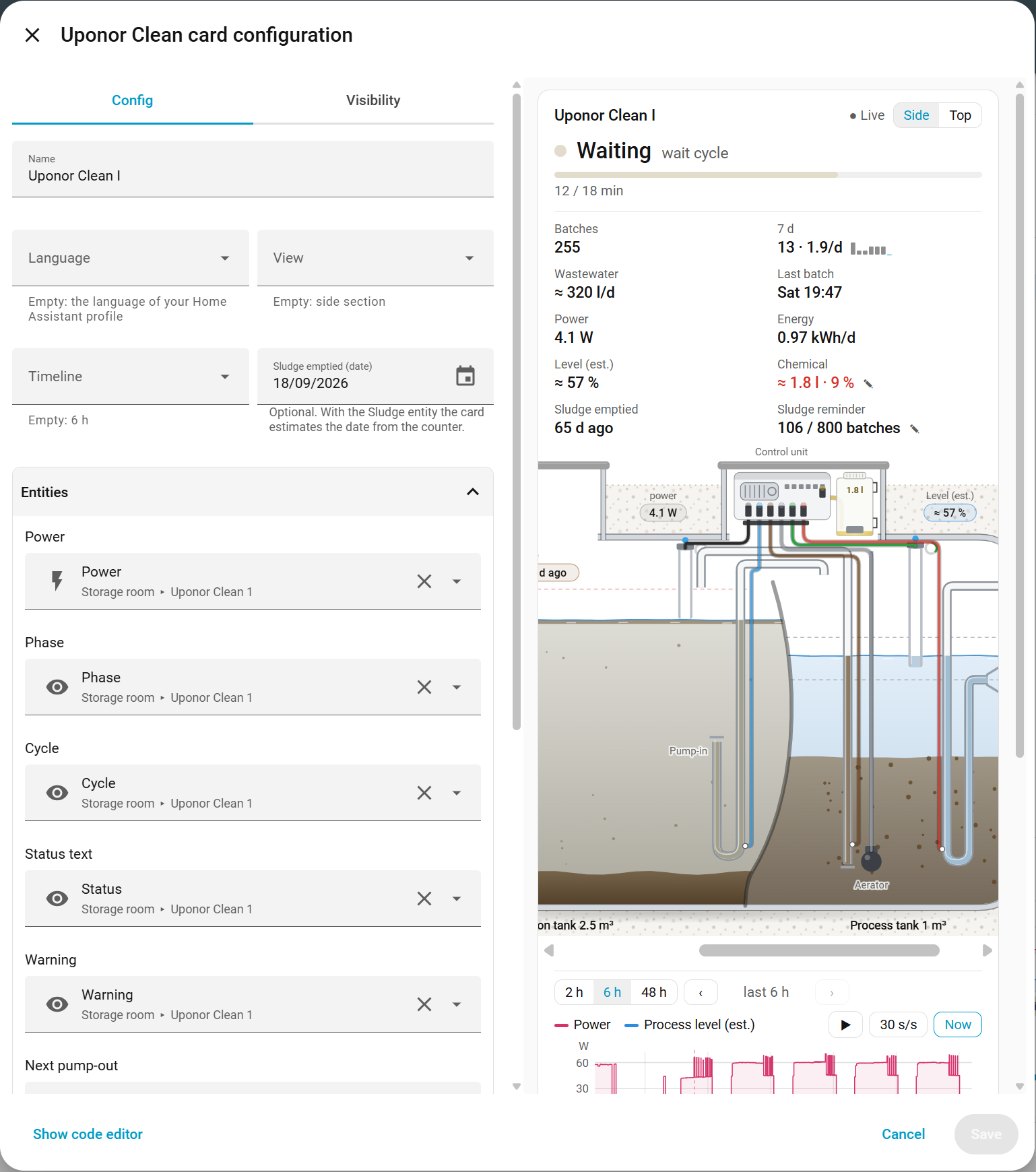 Uponor Clean card configuration
Config
Visibility
Name
Uponor Clean I
Language
View
Empty: the language of your Home
Assistant profile
Empty: side section
Timeline
Sludge emptied (date)
18/09/2026
Empty: 6 h
Optional. With the Sludge entity the card
estimates the date from the counter.
Entities
Power
Power
Storage room ▸ Uponor Clean 1
Phase
Phase
Storage room ▸ Uponor Clean 1
Cycle
Cycle
Storage room ▸ Uponor Clean 1
Status text
Status
Storage room ▸ Uponor Clean 1
Warning
Warning
Storage room ▸ Uponor Clean 1
Next pump-out
Show code editor
Uponor Clean I
Live
Side
Top
Waiting wait cycle
12 / 18 min
Batches
255
7 d
13 · 1.9/d
Wastewater
≈ 320 l/d
Last batch
Sat 19:47
Power
4.1 W
Energy
0.97 kWh/d
Level (est.)
≈ 57 %
Chemical
≈ 1.8 l · 9 %
Sludge emptied
65 d ago
Sludge reminder
106 / 800 batches
Control unit
power
4.1 W
1.8 l
Level (est.)
≈ 57 %
d ago
Pump-in
Aerator
on tank 2.5 m³
Process tank 1 m³
2 h
6 h
48 h
‹
last 6 h
›
Power
Process level (est.)
30 s/s
Now
W
60
30
Cancel
Save